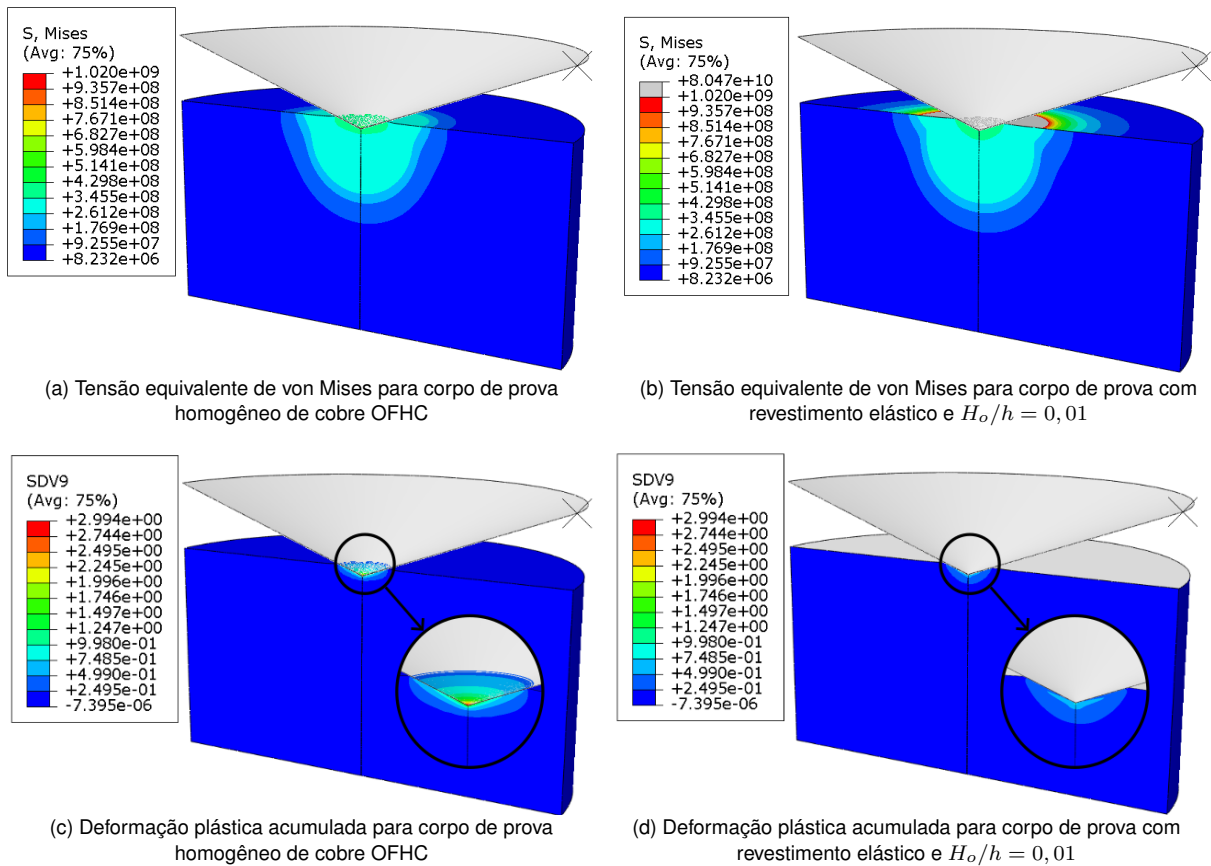 S, Mises
(Avg: 75%)
+1.020e+09
+9.357e+08
+8.514e+08
+7.671e+08
+6.827e+08
+5.984e+08
+5.141e+08
+4.298e+08
+3.455e+08
+2.612e+08
+1.769e+08
+9.255e+07
+8.232e+06
(a) Tensão equivalente de von Mises para corpo de prova
homogêneo de cobre OFHC
S, Mises
(Avg: 75%)
+8.047e+10
+1.020e+09
+9.357e+08
+8.514e+08
+7.671e+08
+6.827e+08
+5.984e+08
+5.141e+08
+4.298e+08
+3.455e+08
+2.612e+08
+1.769e+08
+9.255e+07
+8.232e+06
(b) Tensão equivalente de von Mises para corpo de prova com
revestimento elástico e H_o/h = 0,01
SDV9
(Avg: 75%)
+2.994e+00
+2.744e+00
+2.495e+00
+2.245e+00
+1.996e+00
+1.746e+00
+1.497e+00
+1.247e+00
+9.980e-01
+7.485e-01
+4.990e-01
+2.495e-01
-7.395e-06
(c) Deformação plástica acumulada para corpo de prova
homogêneo de cobre OFHC
SDV9
(Avg: 75%)
+2.994e+00
+2.744e+00
+2.495e+00
+2.245e+00
+1.996e+00
+1.746e+00
+1.497e+00
+1.247e+00
+9.980e-01
+7.485e-01
+4.990e-01
+2.495e-01
-7.395e-06
(d) Deformação plástica acumulada para corpo de prova com
revestimento elástico e H_o/h = 0,01